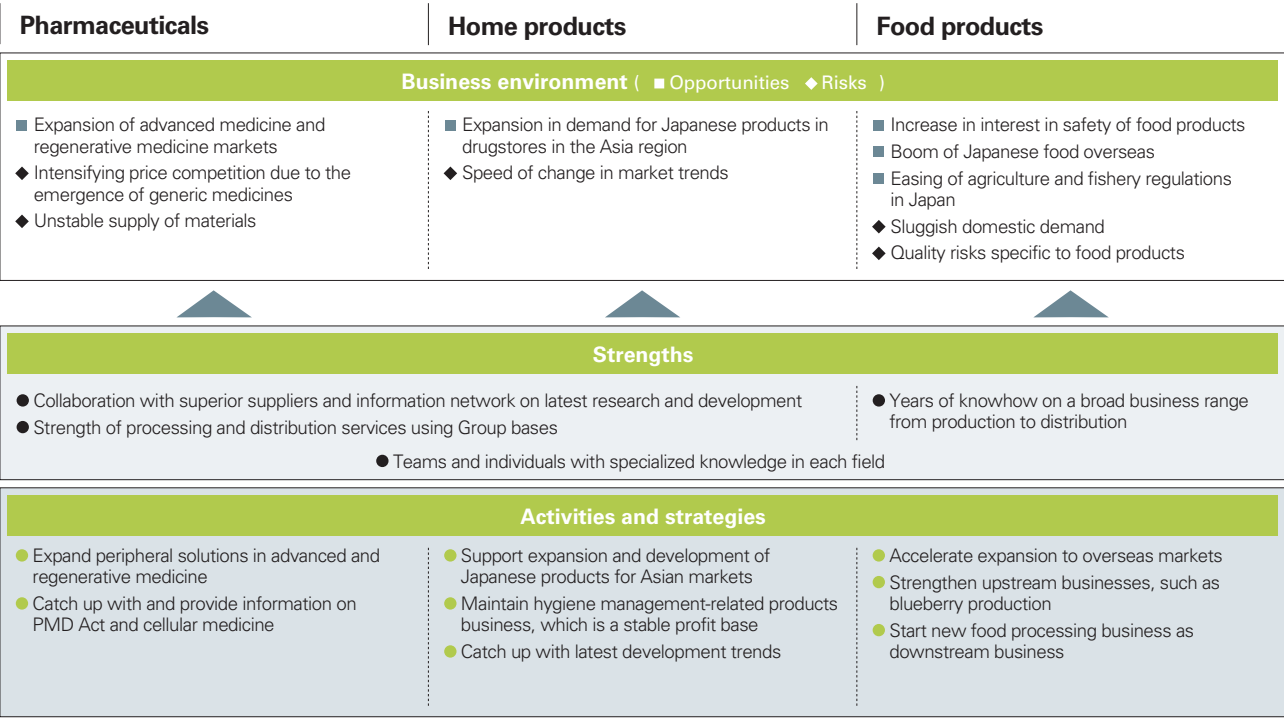 Pharmaceuticals
Home products
Food products
Business environment ( ■ Opportunities ◆ Risks )
■ Expansion of advanced medicine and
regenerative medicine markets
◆ Intensifying price competition due to the
emergence of generic medicines
◆ Unstable supply of materials
■ Expansion in demand for Japanese products in
drugstores in the Asia region
◆ Speed of change in market trends
■ Increase in interest in safety of food products
■ Boom of Japanese food overseas
■ Easing of agriculture and fishery regulations
in Japan
◆ Sluggish domestic demand
◆ Quality risks specific to food products
Strengths
● Collaboration with superior suppliers and information network on latest research and development
● Strength of processing and distribution services using Group bases
● Years of knowhow on a broad business range
from production to distribution
● Teams and individuals with specialized knowledge in each field
Activities and strategies
● Expand peripheral solutions in advanced and
regenerative medicine
● Catch up with and provide information on
PMD Act and cellular medicine
● Support expansion and development of
Japanese products for Asian markets
● Maintain hygiene management-related products
business, which is a stable profit base
● Catch up with latest development trends
● Accelerate expansion to overseas markets
● Strengthen upstream businesses, such as
blueberry production
● Start new food processing business as
downstream business